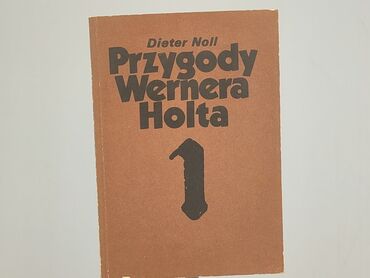 Dieter Noll
Przygody
Wernera
Holta
1